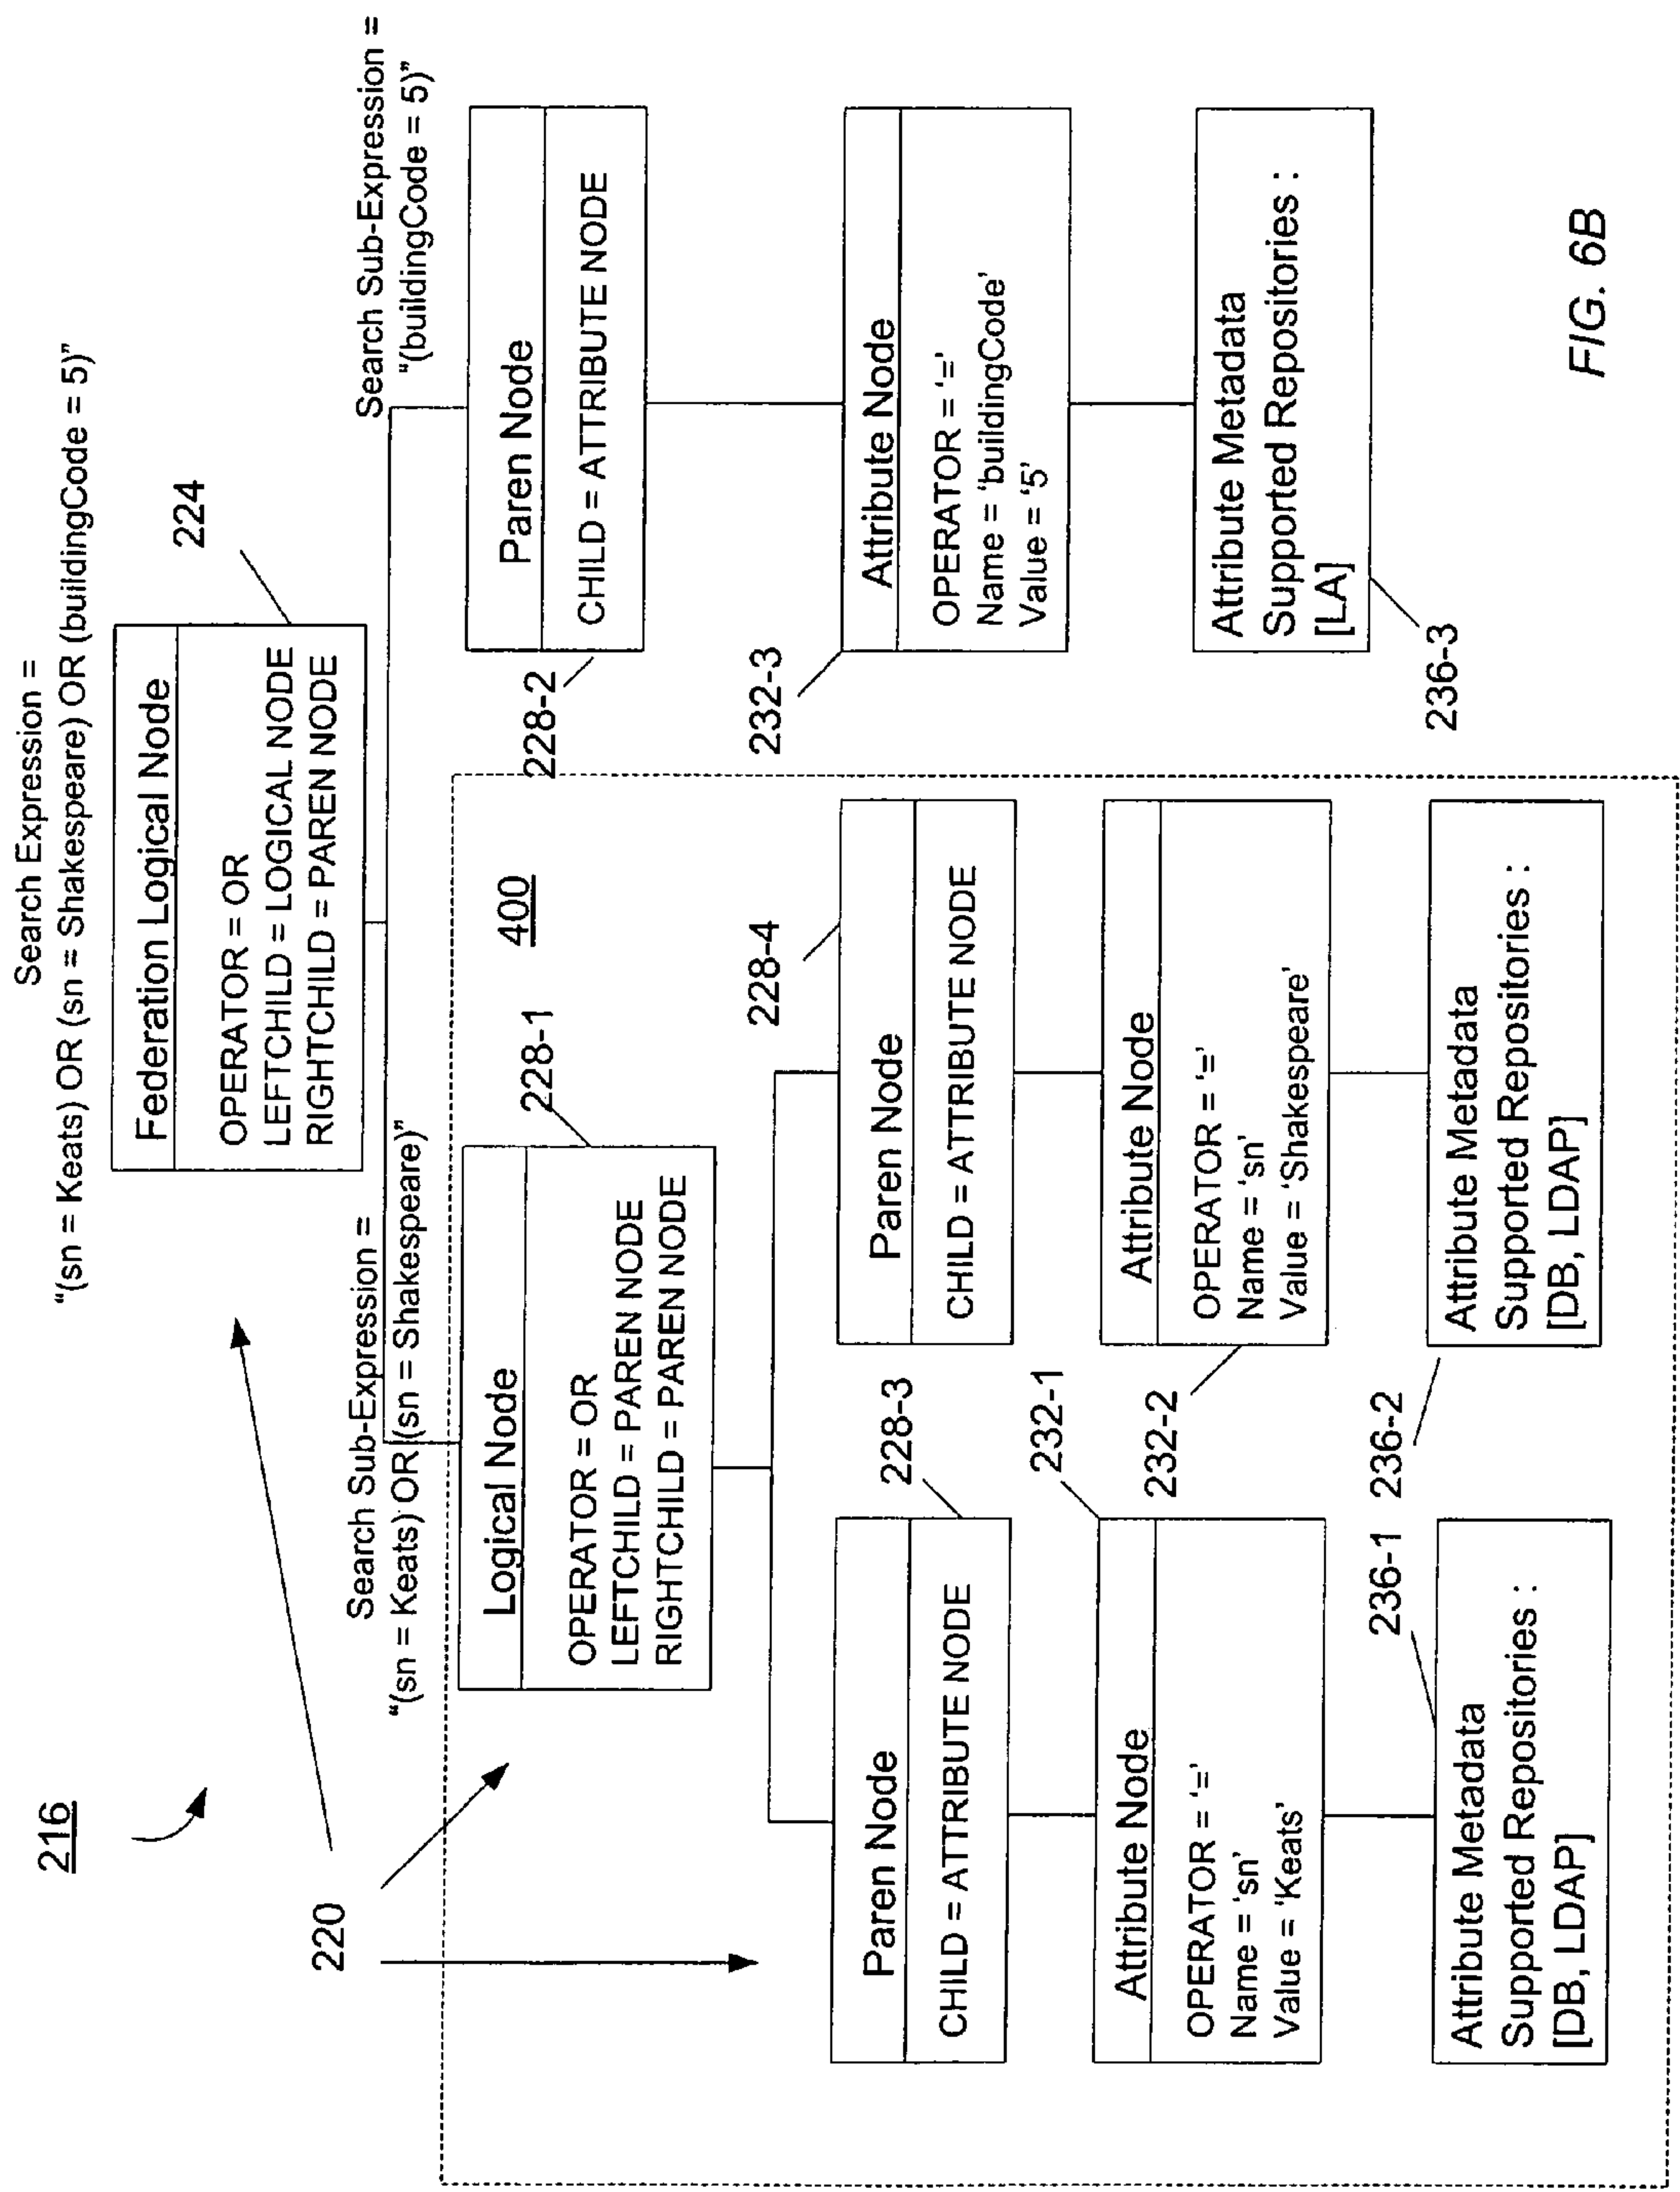 216
220
Search Expression =
“(sn = Keats) OR (sn = Shakespeare) OR (buildingCode = 5)”
224
Federation Logical Node
OPERATOR = OR
LEFTCHILD = LOGICAL NODE
RIGHTCHILD = PAREN NODE
Search Sub-Expression =
“(sn = Keats) OR (sn = Shakespeare)”
400
228-1
Logical Node
OPERATOR = OR
LEFTCHILD = PAREN NODE
RIGHTCHILD = PAREN NODE
Search Sub-Expression =
“(buildingCode = 5)”
228-2
Paren Node
CHILD = ATTRIBUTE NODE
228-3
Paren Node
CHILD = ATTRIBUTE NODE
228-4
Paren Node
CHILD = ATTRIBUTE NODE
232-3
Attribute Node
OPERATOR = ‘=’
Name = ‘buildingCode’
Value = ‘5’
232-1
Attribute Node
OPERATOR = ‘=’
Name = ‘sn’
Value = ‘Keats’
232-2
Attribute Node
OPERATOR = ‘=’
Name = ‘sn’
Value = ‘Shakespeare’
236-3
Attribute Metadata
Supported Repositories :
[LA]
236-1
Attribute Metadata
Supported Repositories :
[DB, LDAP]
236-2
Attribute Metadata
Supported Repositories :
[DB, LDAP]
FIG. 6B